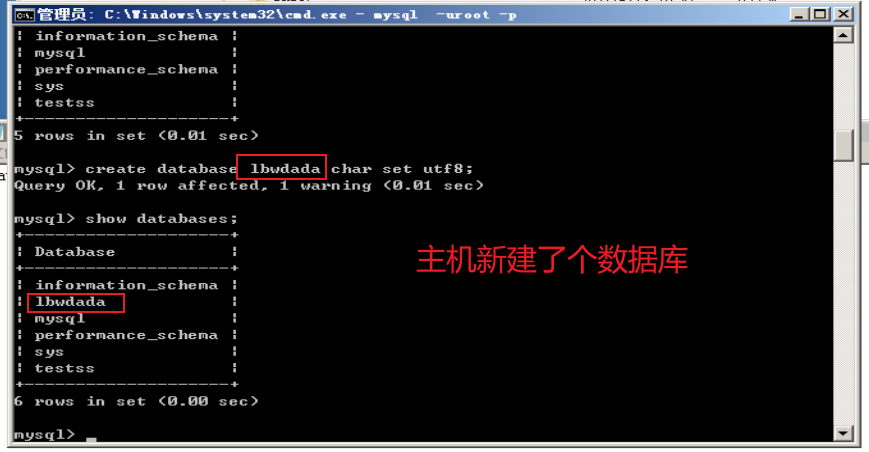 管理员: C:\Windows\system32\cmd.exe - mysql -uroot -p
| information_schema |
| mysql |
| performance_schema |
| sys |
| testss |
+--------------------+
5 rows in set (0.01 sec)
mysql> create database lbwdada char set utf8;
Query OK, 1 row affected, 1 warning (0.01 sec)
mysql> show databases;
+--------------------+
| Database |
+--------------------+
| information_schema |
| lbwdada |
| mysql |
| performance_schema |
| sys |
| testss |
+--------------------+
6 rows in set (0.00 sec)
mysql> _
主机新建了个数据库